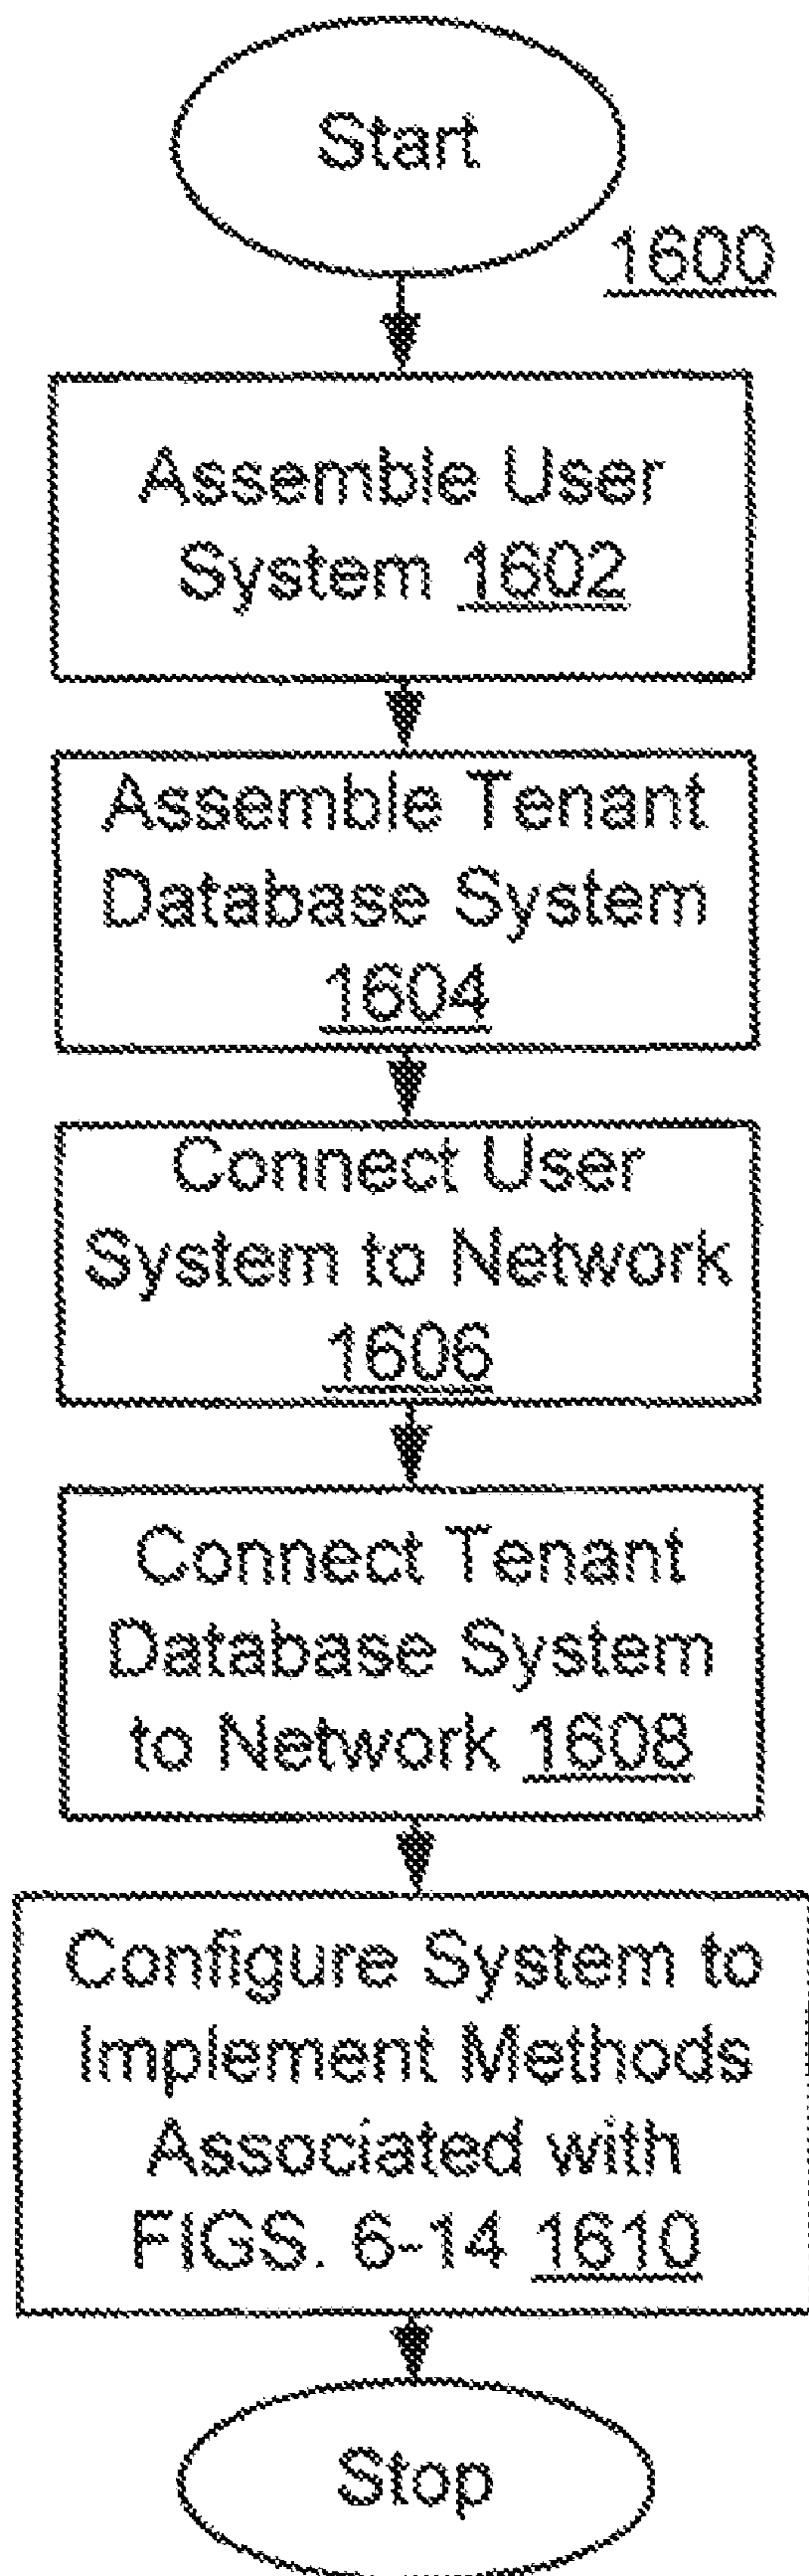 Start
1600
Assemble User
System 1602
Assemble Tenant
Database System
1604
Connect User
System to Network
1606
Connect Tenant
Database System
to Network 1608
Configure System to
Implement Methods
Associated with
FIGS. 6-14 1610
Stop